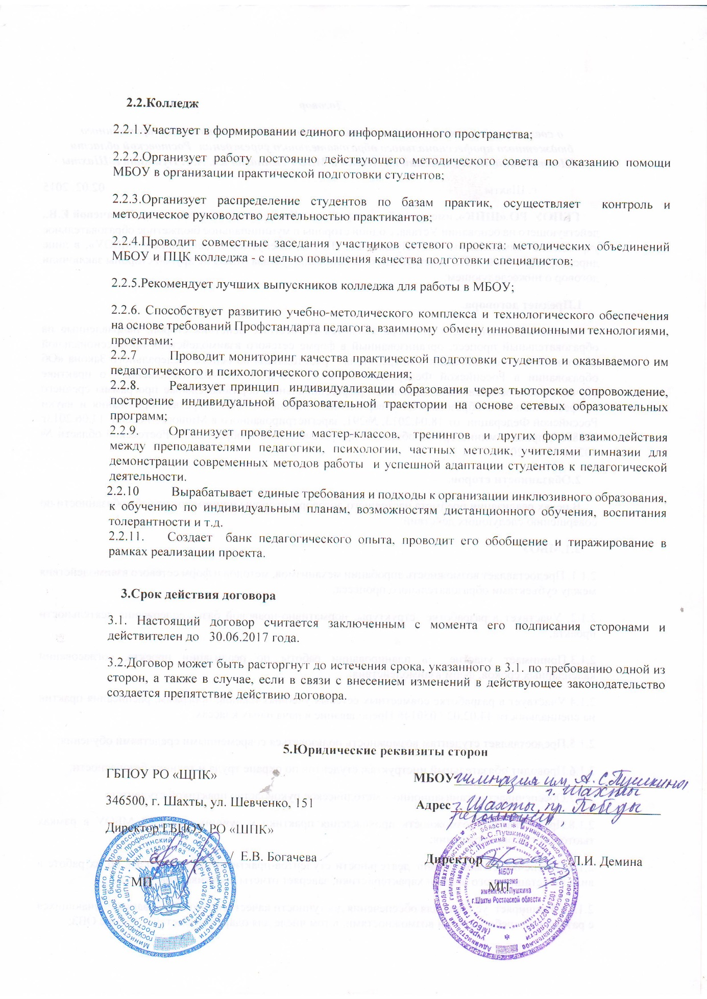 2.2.Колледж
2.2.1.Участвует в формировании единого информационного пространства;
2.2.2.Организует работу постоянно действующего методического совета по оказанию помощи
МБОУ в организации практической подготовки студентов;
2.2.3.Организует распределение студентов по базам практик, осуществляет контроль и
методическое руководство деятельностью практикантов;
2.2.4.Проводит совместные заседания участников сетевого проекта: методических объединений
МБОУ и ПЦК колледжа - с целью повышения качества подготовки специалистов;
2.2.5.Рекомендует лучших выпускников колледжа для работы в МБОУ;
2.2.6. Способствует развитию учебно-методического комплекса и технологического обеспечения
на основе требований Профстандарта педагога, взаимному обмену инновационными технологиями,
проектами;
2.2.7 Проводит мониторинг качества практической подготовки студентов и оказываемого им
педагогического и психологического сопровождения;
2.2.8. Реализует принцип индивидуализации образования через тьюторское сопровождение,
построение индивидуальной образовательной траектории на основе сетевых образовательных
программ;
2.2.9. Организует проведение мастер-классов, тренингов и других форм взаимодействия
между преподавателями педагогики, психологии, частных методик, учителями гимназии для
демонстрации современных методов работы и успешной адаптации студентов к педагогической
деятельности.
2.2.10 Вырабатывает единые требования и подходы к организации инклюзивного образования,
к обучению по индивидуальным планам, возможностям дистанционного обучения, воспитания
толерантности и т.д.
2.2.11. Создает банк педагогического опыта, проводит его обобщение и тиражирование в
рамках реализации проекта.
3.Срок действия договора
3.1. Настоящий договор считается заключенным с момента его подписания сторонами и
действителен до 30.06.2017 года.
3.2.Договор может быть расторгнут до истечения срока, указанного в 3.1. по требованию одной из
сторон, а также в случае, если в связи с внесением изменений в действующее законодательство
создается препятствие действию договора.
5.Юридические реквизиты сторон
ГБПОУ РО «ЩПК»
МБОУ гимназия им. А.С.Пушкина
г. Шахты
346500, г. Шахты, ул. Шевченко, 151
Адрес г. Шахты, пр. Победы
революции,
Директор ГБПОУ РО «ШПК»
/ Е.В. Богачева
Директор Л.И. Демина
МП
МП
МБОУ
гимназия
имени А.С.Пушкина
г.Шахты Ростовской области